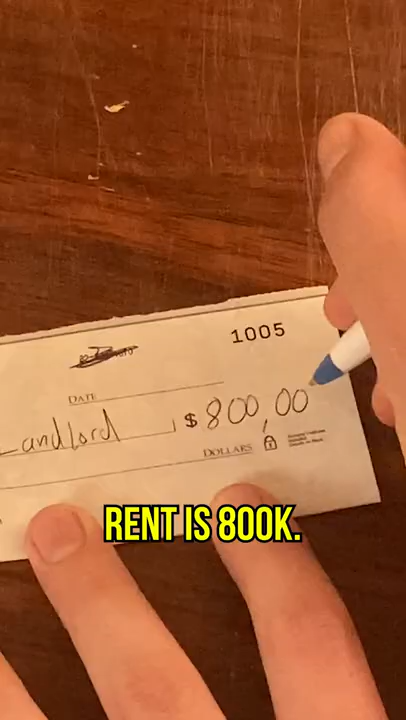 1005
DATE
Landlord $ 800,00
DOLLARS
RENT IS 800K.